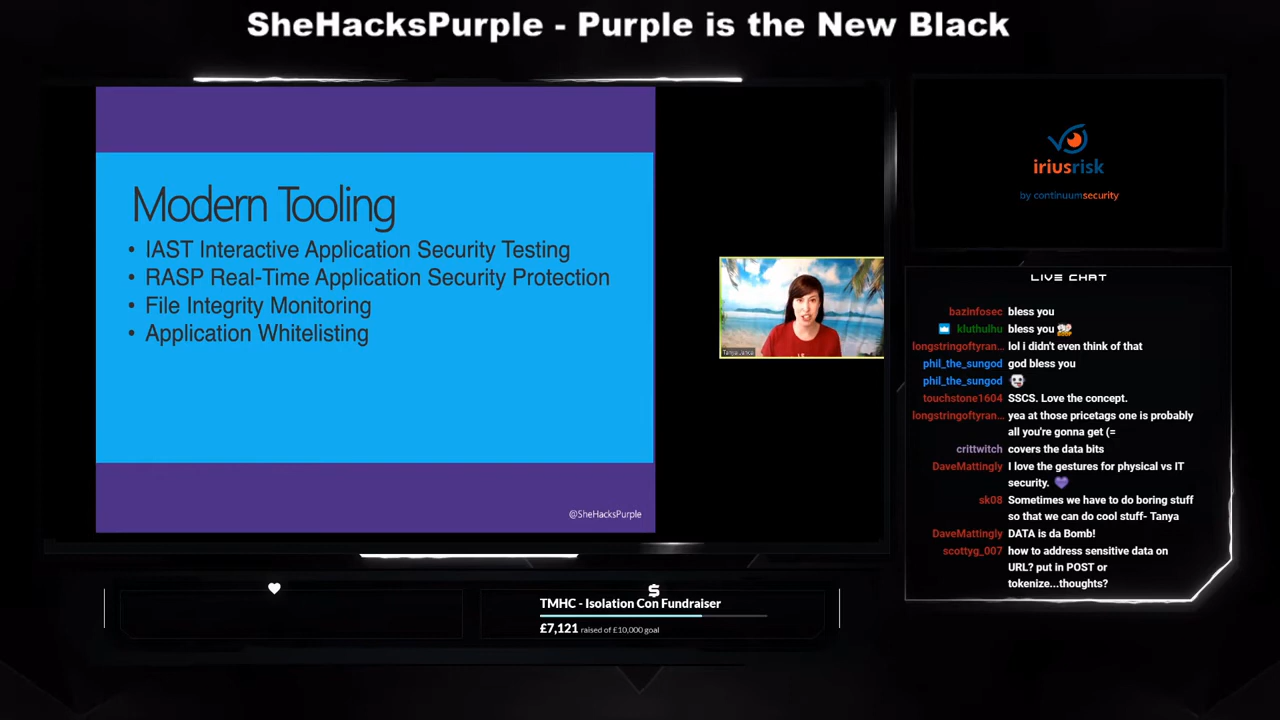 SheHacksPurple - Purple is the New Black
Modern Tooling
• IAST Interactive Application Security Testing
• RASP Real-Time Application Security Protection
• File Integrity Monitoring
• Application Whitelisting
@SheHacksPurple
Tanya Janca
iriusrisk
by continuumsecurity
LIVE CHAT
bazinfosec bless you
kluthulhu bless you
longstringoftyran... lol i didn't even think of that
phil_the_sungod god bless you
phil_the_sungod
touchstone1604 SSCS. Love the concept.
longstringoftyran... yea at those pricetags one is probably
all you're gonna get (=
crittwitch covers the data bits
DaveMattingly I love the gestures for physical vs IT
security.
sk08 Sometimes we have to do boring stuff
so that we can do cool stuff- Tanya
DaveMattingly DATA is da Bomb!
scottyg_007 how to address sensitive data on
URL? put in POST or
tokenize...thoughts?
TMHC - Isolation Con Fundraiser
£7,121 raised of £10,000 goal